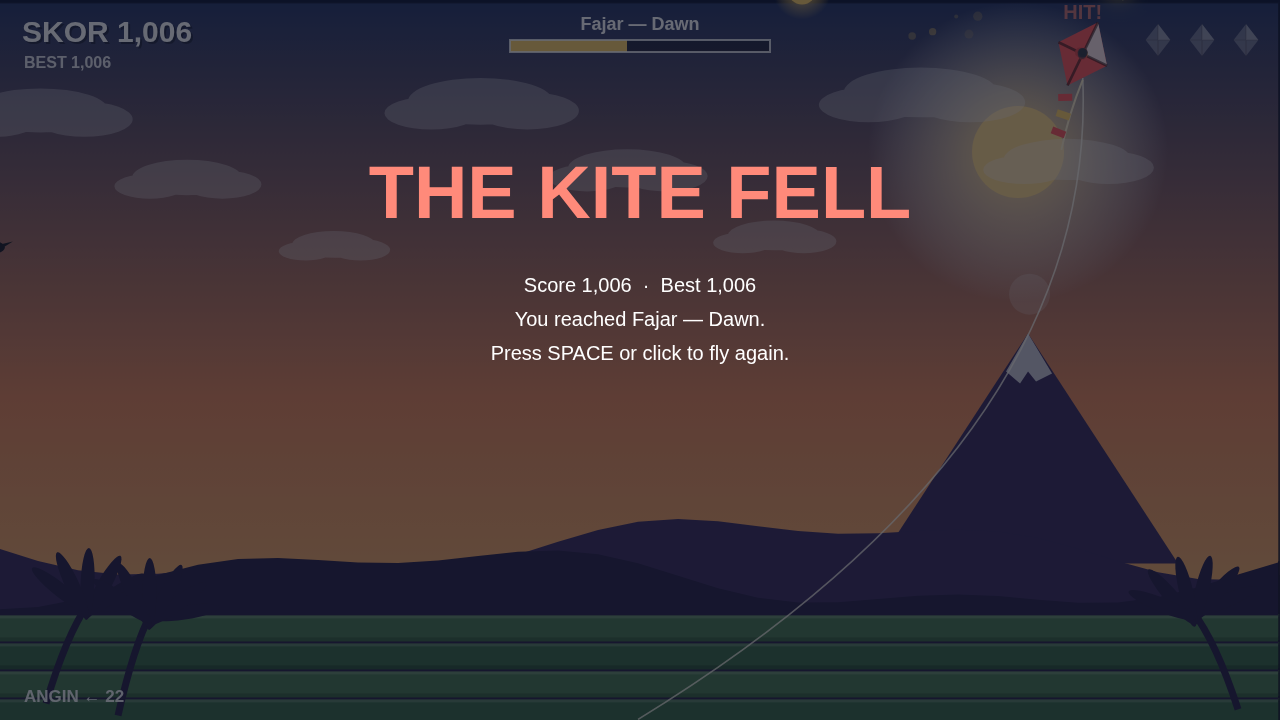 SKOR 1,006
BEST 1,006
Fajar — Dawn
HIT!
THE KITE FELL
Score 1,006 · Best 1,006
You reached Fajar — Dawn.
Press SPACE or click to fly again.
ANGIN ← 22